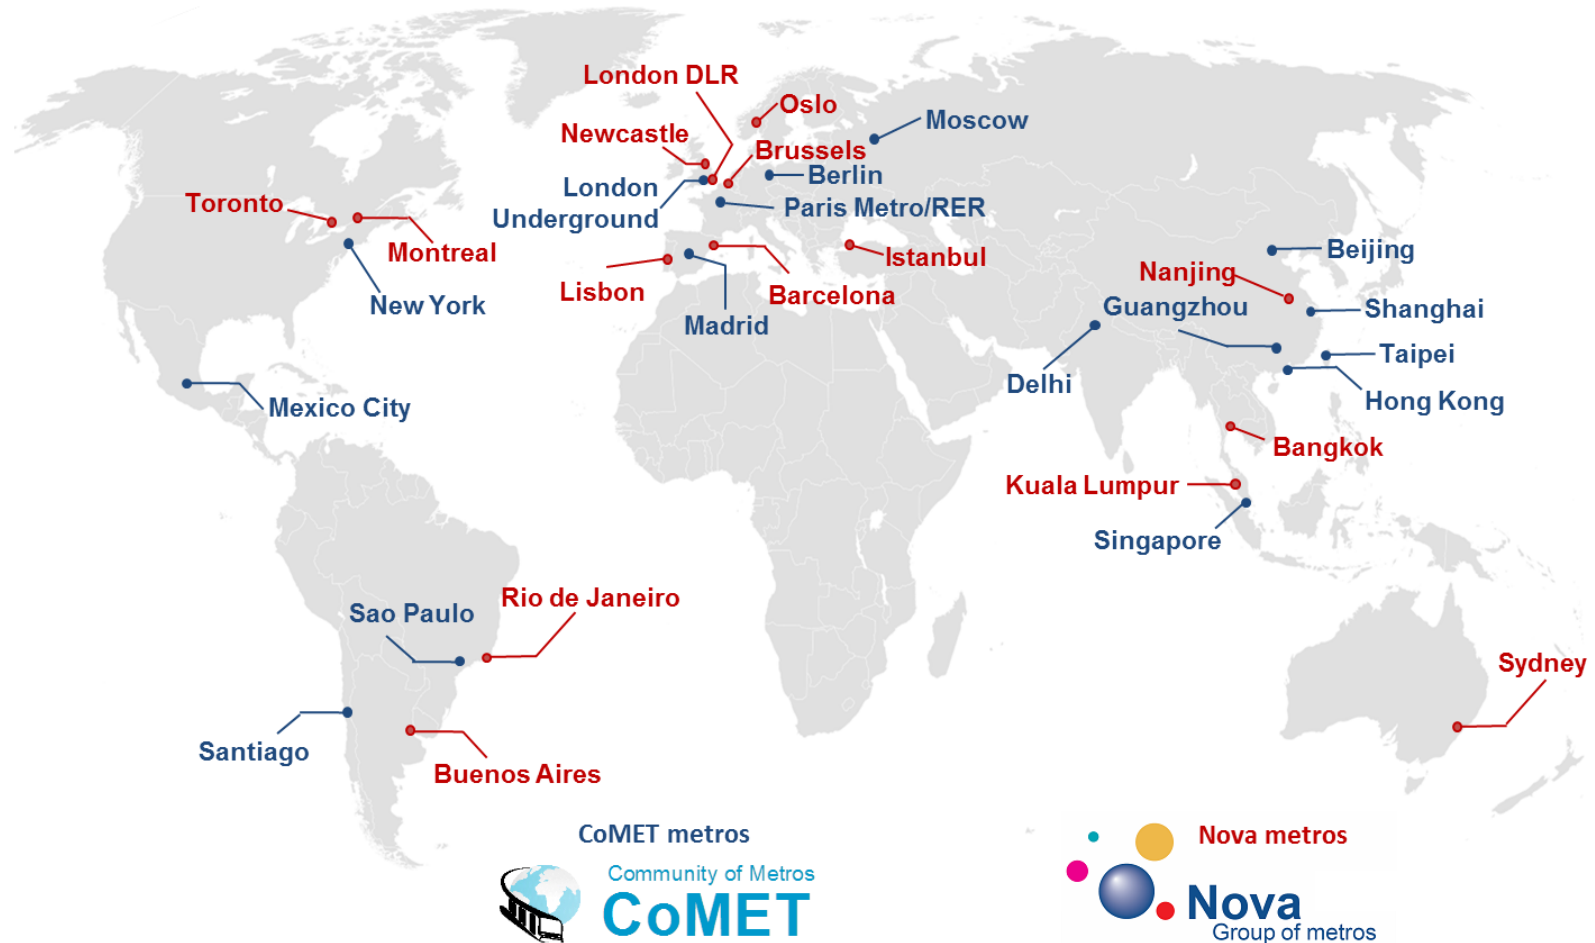 London DLR
Oslo
Moscow
Newcastle
Brussels
Berlin
London
Underground
Paris Metro/RER
Toronto
Montreal
New York
Lisbon
Madrid
Barcelona
Istanbul
Beijing
Nanjing
Guangzhou
Shanghai
Taipei
Delhi
Hong Kong
Mexico City
Bangkok
Kuala Lumpur
Singapore
Sao Paulo
Rio de Janeiro
Sydney
Santiago
Buenos Aires
CoMET metros
Community of Metros
CoMET
Nova metros
Nova
Group of metros